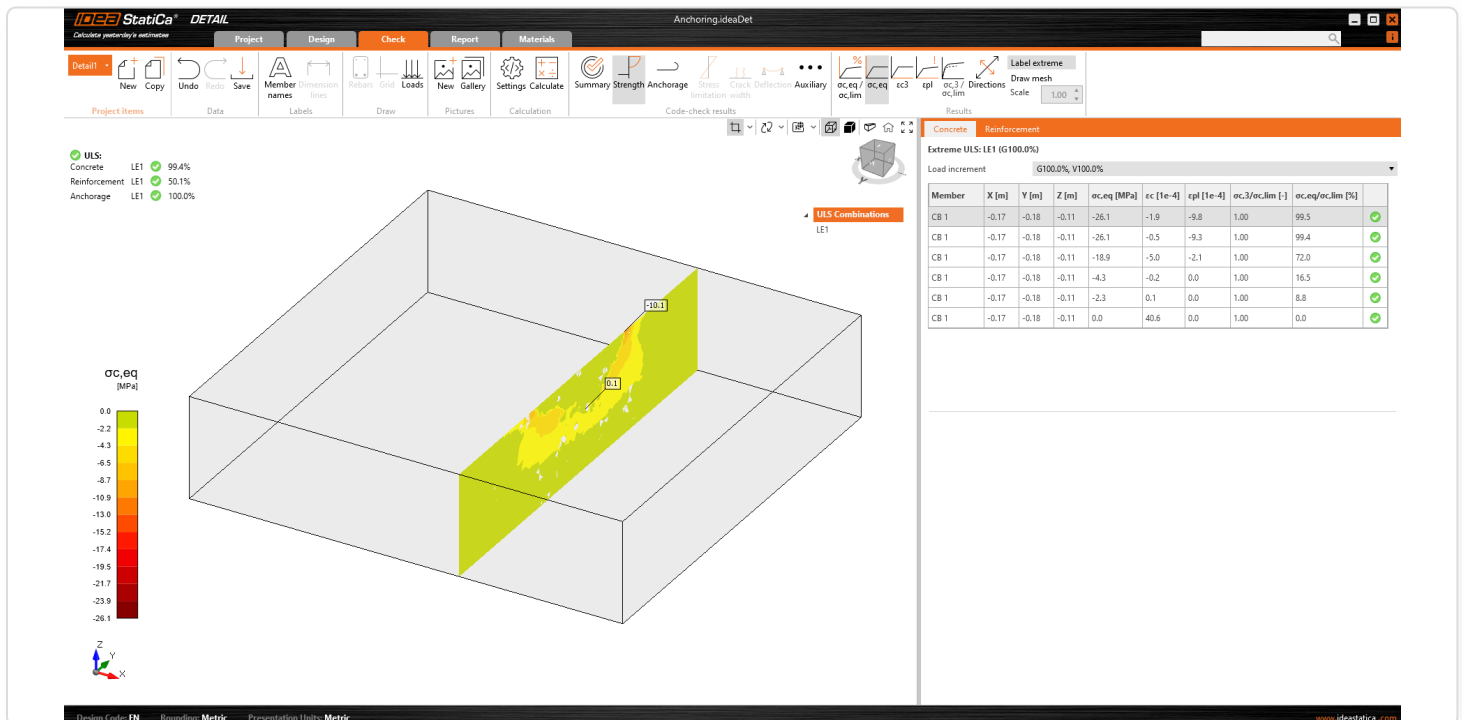 IDEA StatiCa® DETAIL
Calculate yesterday's estimates
Anchoring.ideaDet
Project Design Check Report Materials
Detail1
New Copy Undo Redo Save Member names Dimension lines Rebars Grid Loads New Gallery Settings Calculate Summary Strength Anchorage Stress limitation Crack width Deflection Auxiliary σc,eq / σc,lim σc,eq εc3 εpl σc,3 / σc,lim Directions
Label extreme
Draw mesh
Scale 1.00
Project items Data Labels Draw Pictures Calculation Code-check results Results
ULS:
Concrete LE1 99.4%
Reinforcement LE1 50.1%
Anchorage LE1 100.0%
ULS Combinations
LE1
-10.1
0.1
σc,eq
[MPa]
0.0
-2.2
-4.3
-6.5
-8.7
-10.9
-13.0
-15.2
-17.4
-19.5
-21.7
-23.9
-26.1
Z
Y
X
Concrete Reinforcement
Extreme ULS: LE1 (G100.0%)
Load increment G100.0%, V100.0%
Member X [m] Y [m] Z [m] σc,eq [MPa] εc [1e-4] εpl [1e-4] σc,3/σc,lim [-] σc,eq/σc,lim [%]
CB 1 -0.17 -0.18 -0.11 -26.1 -1.9 -9.8 1.00 99.5
CB 1 -0.17 -0.18 -0.11 -26.1 -0.5 -9.3 1.00 99.4
CB 1 -0.17 -0.18 -0.11 -18.9 -5.0 -2.1 1.00 72.0
CB 1 -0.17 -0.18 -0.11 -4.3 -0.2 0.0 1.00 16.5
CB 1 -0.17 -0.18 -0.11 -2.3 0.1 0.0 1.00 8.8
CB 1 -0.17 -0.18 -0.11 0.0 40.6 0.0 1.00 0.0
Design Code: EN Rounding: Metric Presentation Units: Metric
www.ideastatica.com